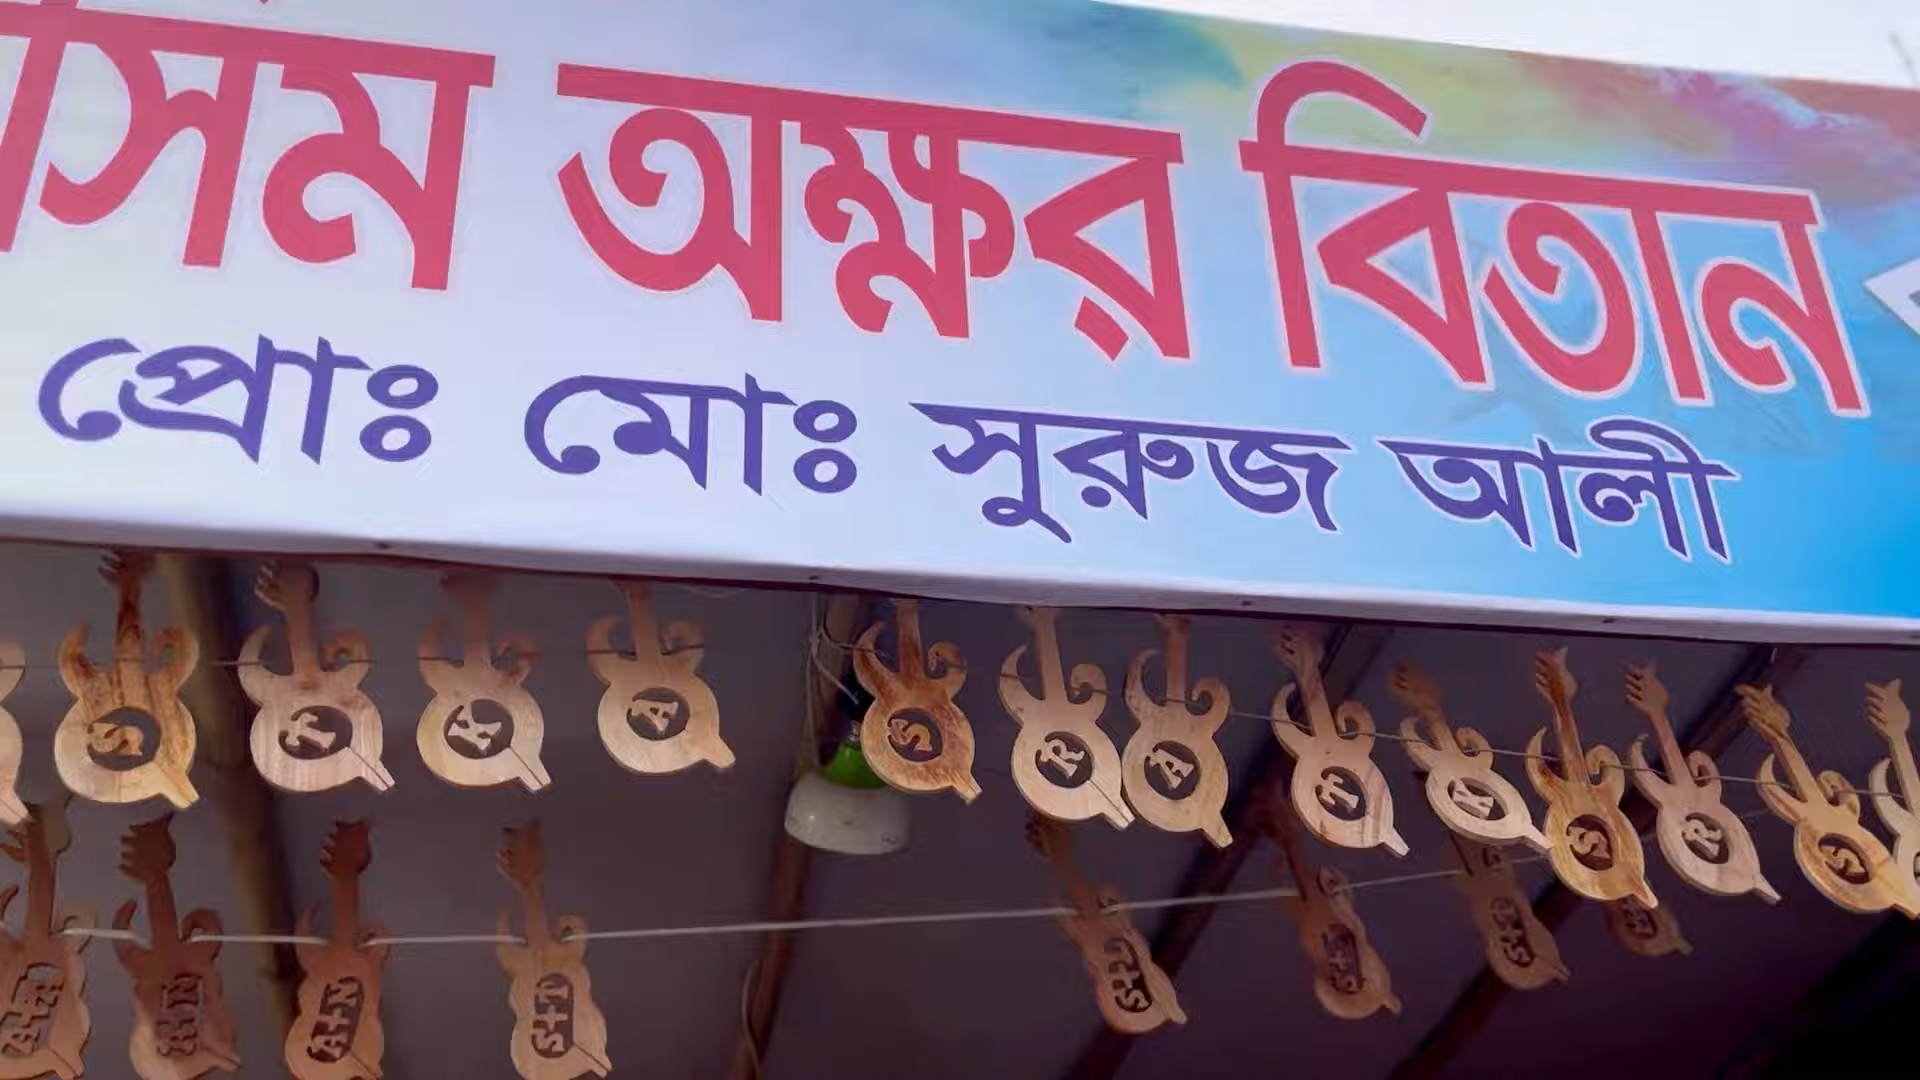 অক্ষর বিতান
প্রোঃ মোঃ সুরুজ আলী
S T K A S R A T K S R S
A+N A+N S+T